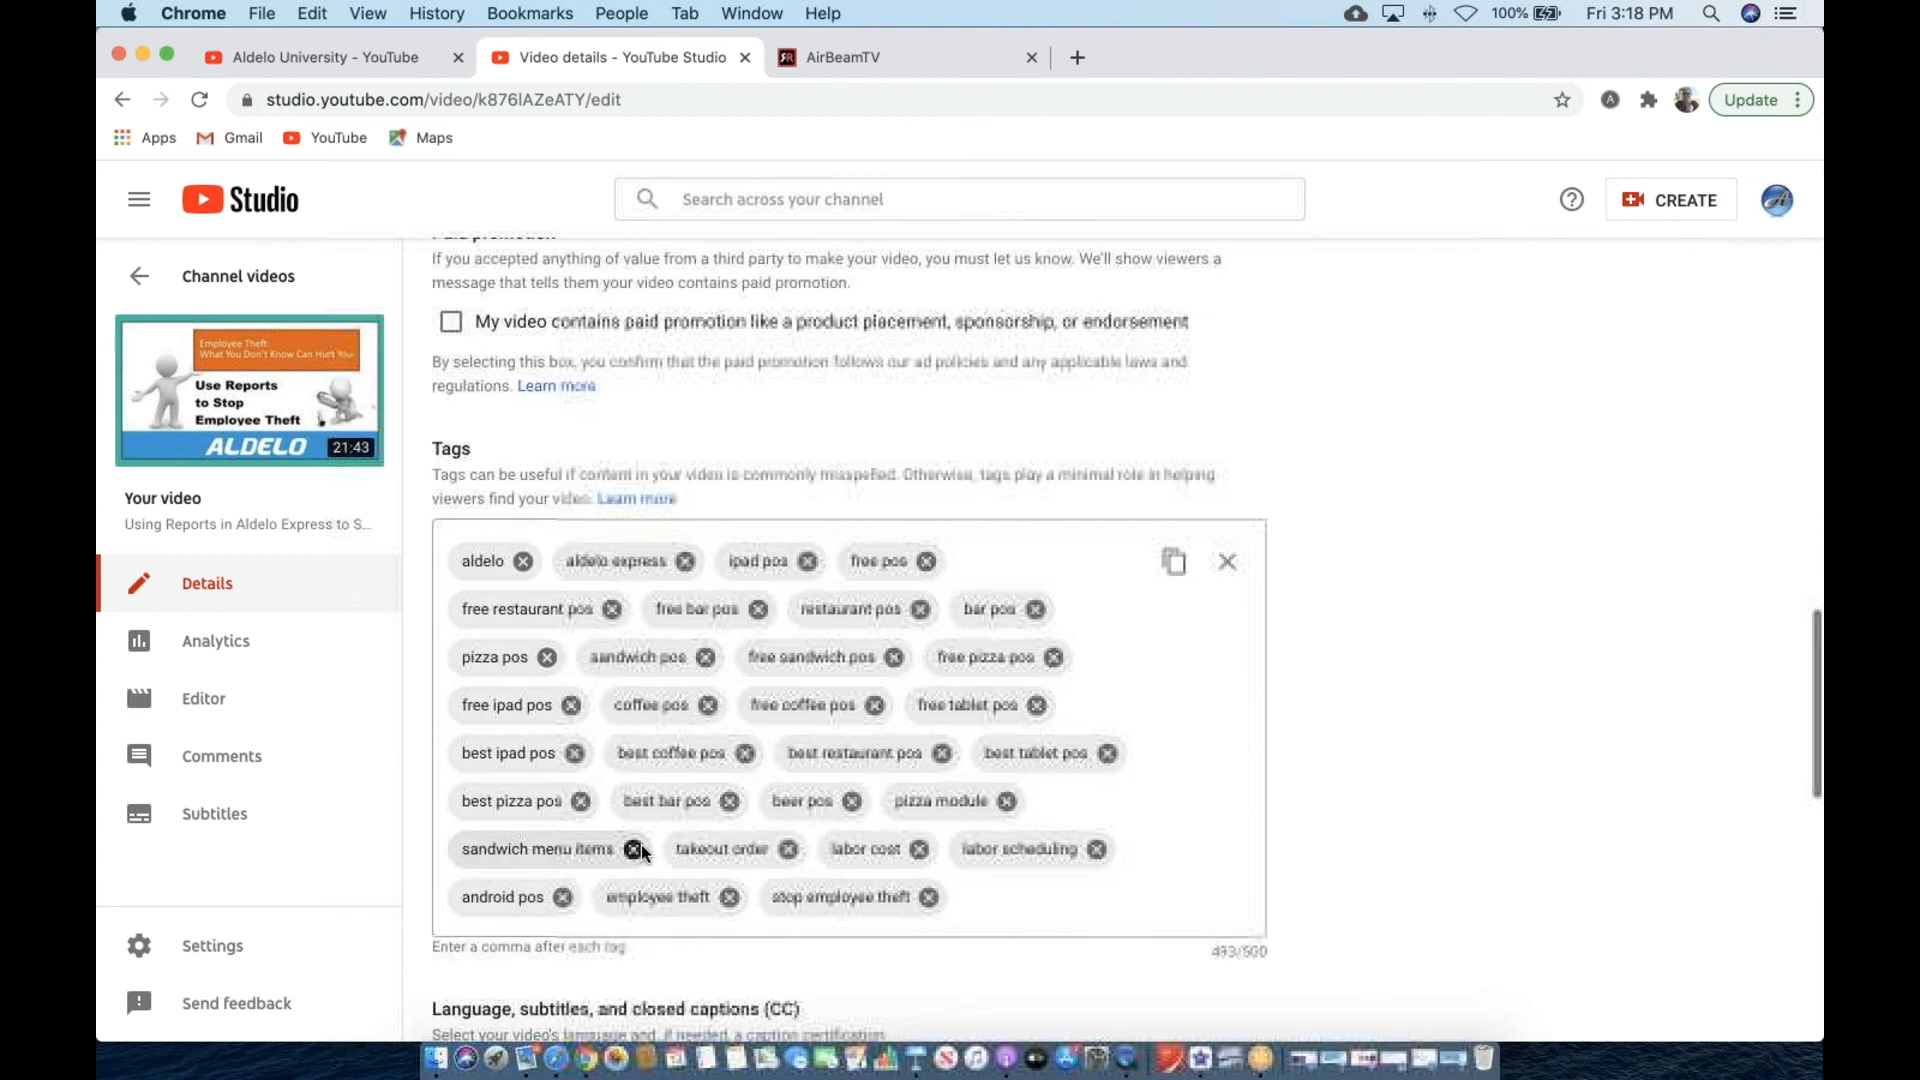 Chrome File Edit View History Bookmarks People Tab Window Help 100% Fri 3:18 PM
Aldelo University - YouTube Video details - YouTube Studio AirBeamTV
studio.youtube.com/video/k876lAZeATY/edit Update
Apps Gmail YouTube Maps
Studio Search across your channel CREATE
Channel videos
Employee Theft:
What You Don't Know Can Hurt You
Use Reports
to Stop
Employee Theft
ALDELO 21:43
Your video
Using Reports in Aldelo Express to S...
Details
Analytics
Editor
Comments
Subtitles
Settings
Send feedback
Paid promotion
If you accepted anything of value from a third party to make your video, you must let us know. We'll show viewers a
message that tells them your video contains paid promotion.
My video contains paid promotion like a product placement, sponsorship, or endorsement
By selecting this box, you confirm that the paid promotion follows our ad policies and any applicable laws and
regulations. Learn more
Tags
Tags can be useful if content in your video is commonly misspelled. Otherwise, tags play a minimal role in helping
viewers find your video. Learn more
aldelo aldelo express ipad pos free pos
free restaurant pos free bar pos restaurant pos bar pos
pizza pos sandwich pos free sandwich pos free pizza pos
free ipad pos coffee pos free coffee pos free tablet pos
best ipad pos best coffee pos best restaurant pos best tablet pos
best pizza pos best bar pos beer pos pizza module
sandwich menu items takeout order labor cost labor scheduling
android pos employee theft stop employee theft
Enter a comma after each tag 493/500
Language, subtitles, and closed captions (CC)
Select your video's language and, if needed, a caption certification